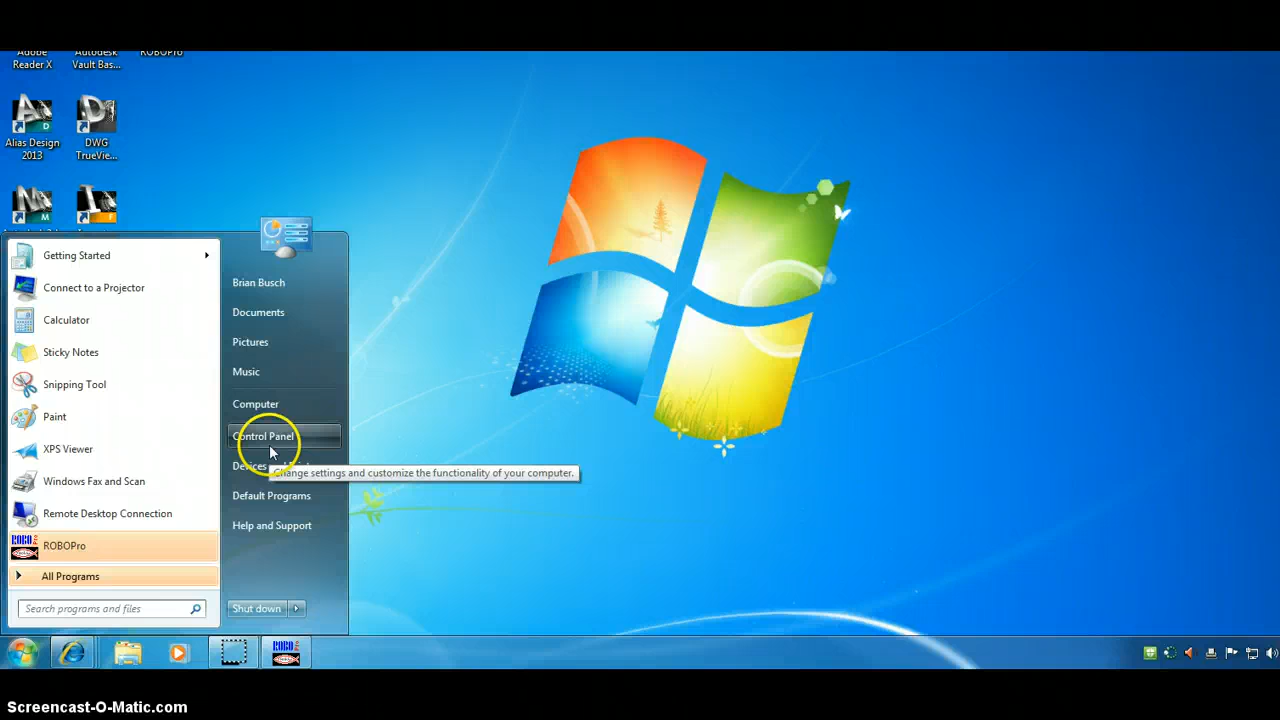 Adobe
Reader X
Autodesk
Vault Bas...
ROBOPro
Alias Design
2013
DWG
TrueVie...
Getting Started
Connect to a Projector
Calculator
Sticky Notes
Snipping Tool
Paint
XPS Viewer
Windows Fax and Scan
Remote Desktop Connection
ROBOPro
All Programs
Search programs and files
Brian Busch
Documents
Pictures
Music
Computer
Control Panel
Devices
Change settings and customize the functionality of your computer.
Default Programs
Help and Support
Shut down
Screencast-O-Matic.com